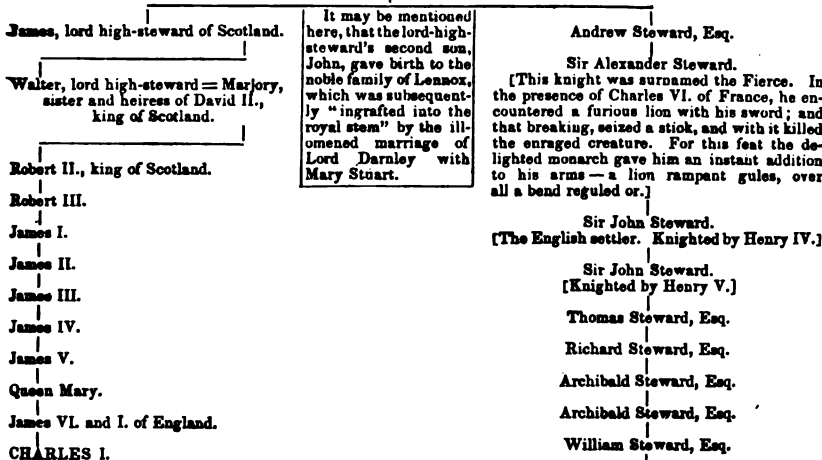 James, lord high-steward of Scotland.
Walter, lord high-steward = Marjory,
sister and heiress of David II.,
king of Scotland.
Robert II., king of Scotland.
Robert III.
James I.
James II.
James III.
James IV.
James V.
Queen Mary.
James VI. and I. of England.
CHARLES I.
It may be mentioned
here, that the lord-high-
steward's second son,
John, gave birth to the
noble family of Lennox,
which was subsequent-
ly "ingrafted into the
royal stem" by the ill-
omened marriage of
Lord Darnley with
Mary Stuart.
Andrew Steward, Esq.
Sir Alexander Steward.
[This knight was surnamed the Fierce. In
the presence of Charles VI. of France, he en-
countered a furious lion with his sword; and
that breaking, seized a stick, and with it killed
the enraged creature. For this feat the de-
lighted monarch gave him an instant addition
to his arms—a lion rampant gules, over
all a bend reguled or.]
Sir John Steward.
[The English settler. Knighted by Henry IV.]
Sir John Steward.
[Knighted by Henry V.]
Thomas Steward, Esq.
Richard Steward, Esq.
Archibald Steward, Esq.
Archibald Steward, Esq.
William Steward, Esq.